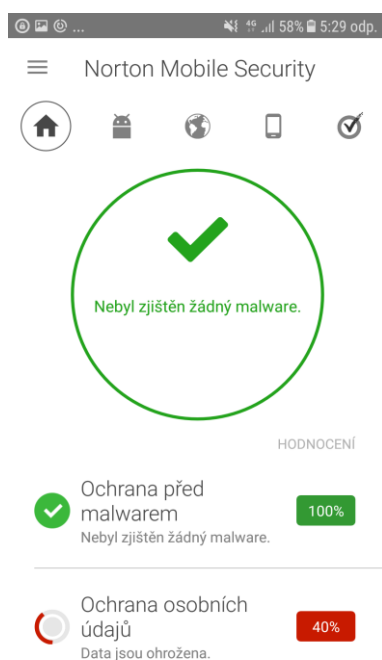 ... 4G 58% 5:29 odp.
Norton Mobile Security
Nebyl zjištěn žádný malware.
HODNOCENÍ
Ochrana před
malwarem
100%
Nebyl zjištěn žádný malware.
Ochrana osobních
údajů
40%
Data jsou ohrožena.